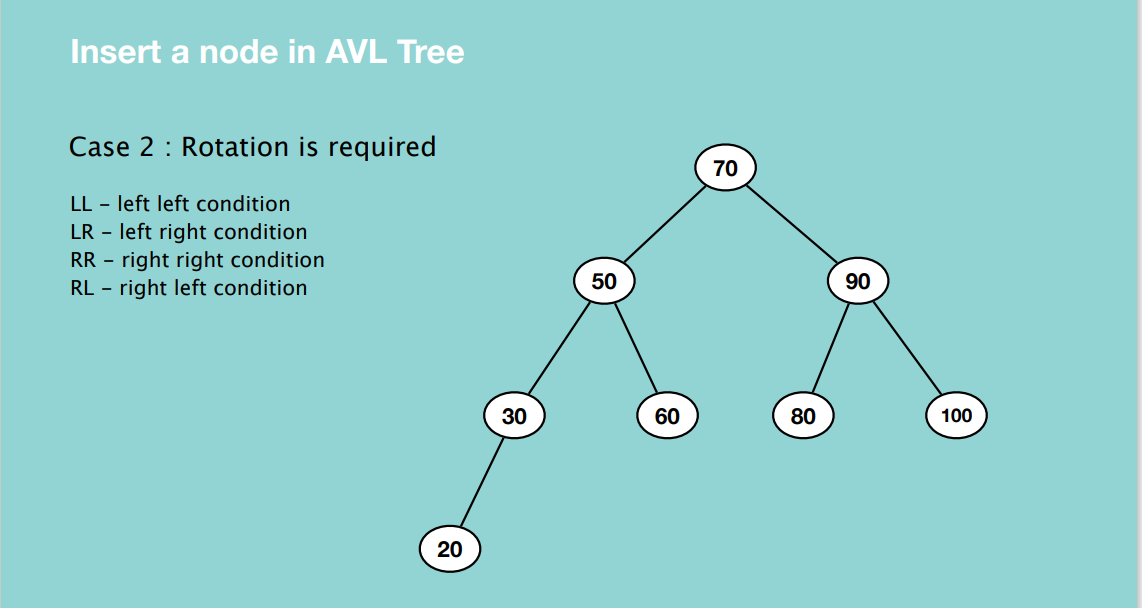 Insert a node in AVL Tree
Case 2 : Rotation is required
LL – left left condition
LR – left right condition
RR – right right condition
RL – right left condition
70
50
90
30
60
80
100
20